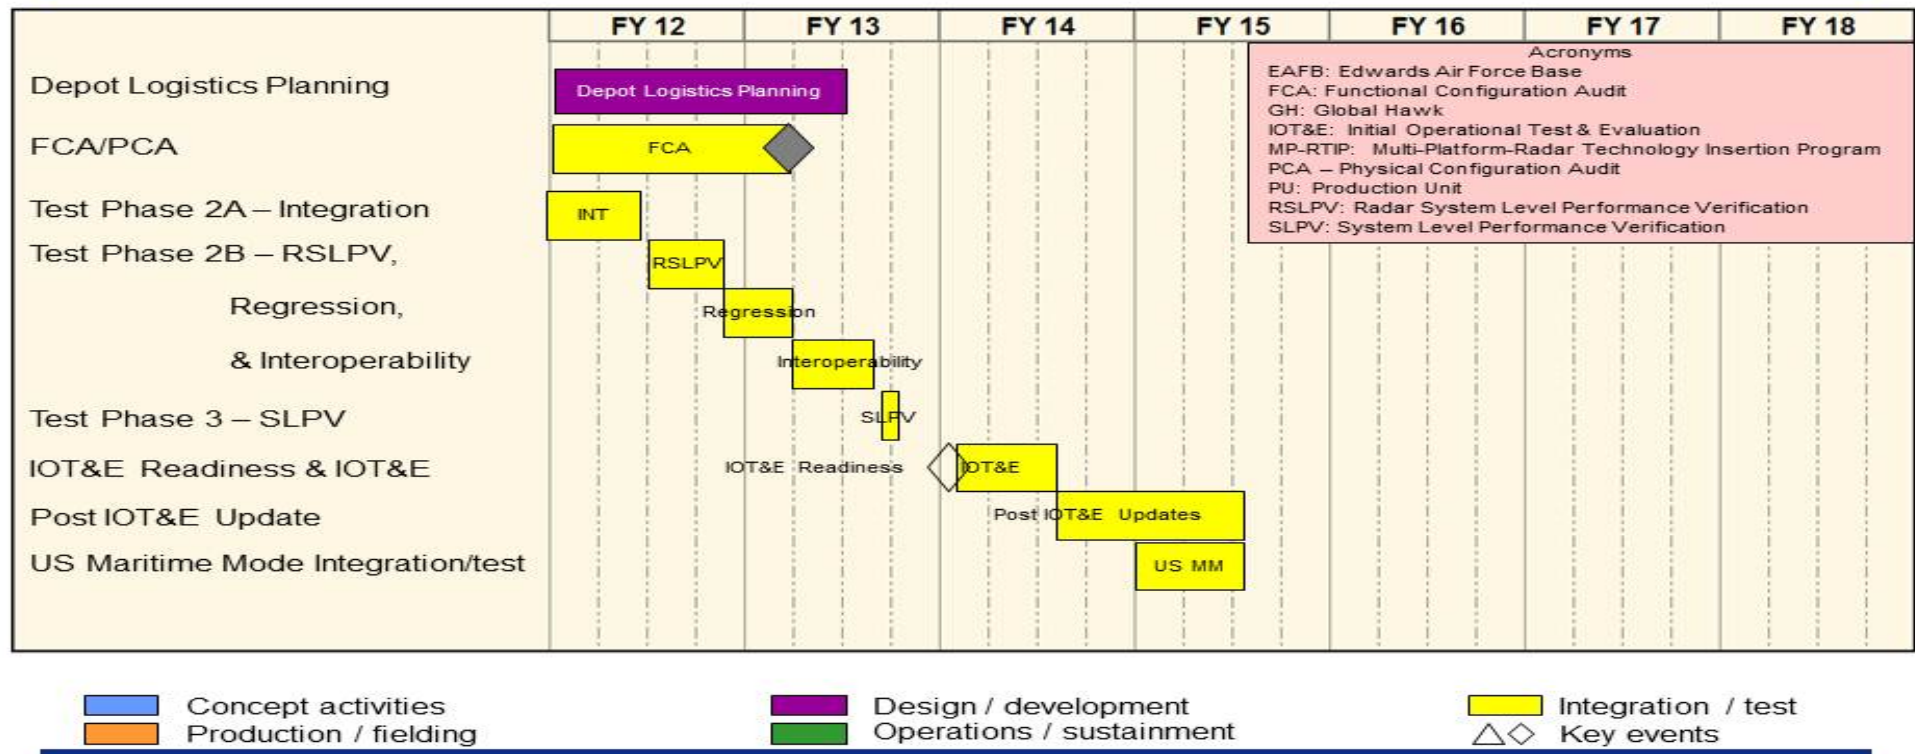 FY 12 FY 13 FY 14 FY 15 FY 16 FY 17 FY 18
Acronyms
EAFB: Edwards Air Force Base
FCA: Functional Configuration Audit
GH: Global Hawk
IOT&E: Initial Operational Test & Evaluation
MP-RTIP: Multi-Platform-Radar Technology Insertion Program
PCA – Physical Configuration Audit
PU: Production Unit
RSLPV: Radar System Level Performance Verification
SLPV: System Level Performance Verification
Depot Logistics Planning Depot Logistics Planning
FCA/PCA FCA
Test Phase 2A – Integration INT
Test Phase 2B – RSLPV, RSLPV
Regression, Regression
& Interoperability Interoperability
Test Phase 3 – SLPV SLPV
IOT&E Readiness & IOT&E IOT&E Readiness IOT&E
Post IOT&E Update Post IOT&E Updates
US Maritime Mode Integration/test US MM
Concept activities Design / development Integration / test
Production / fielding Operations / sustainment Key events